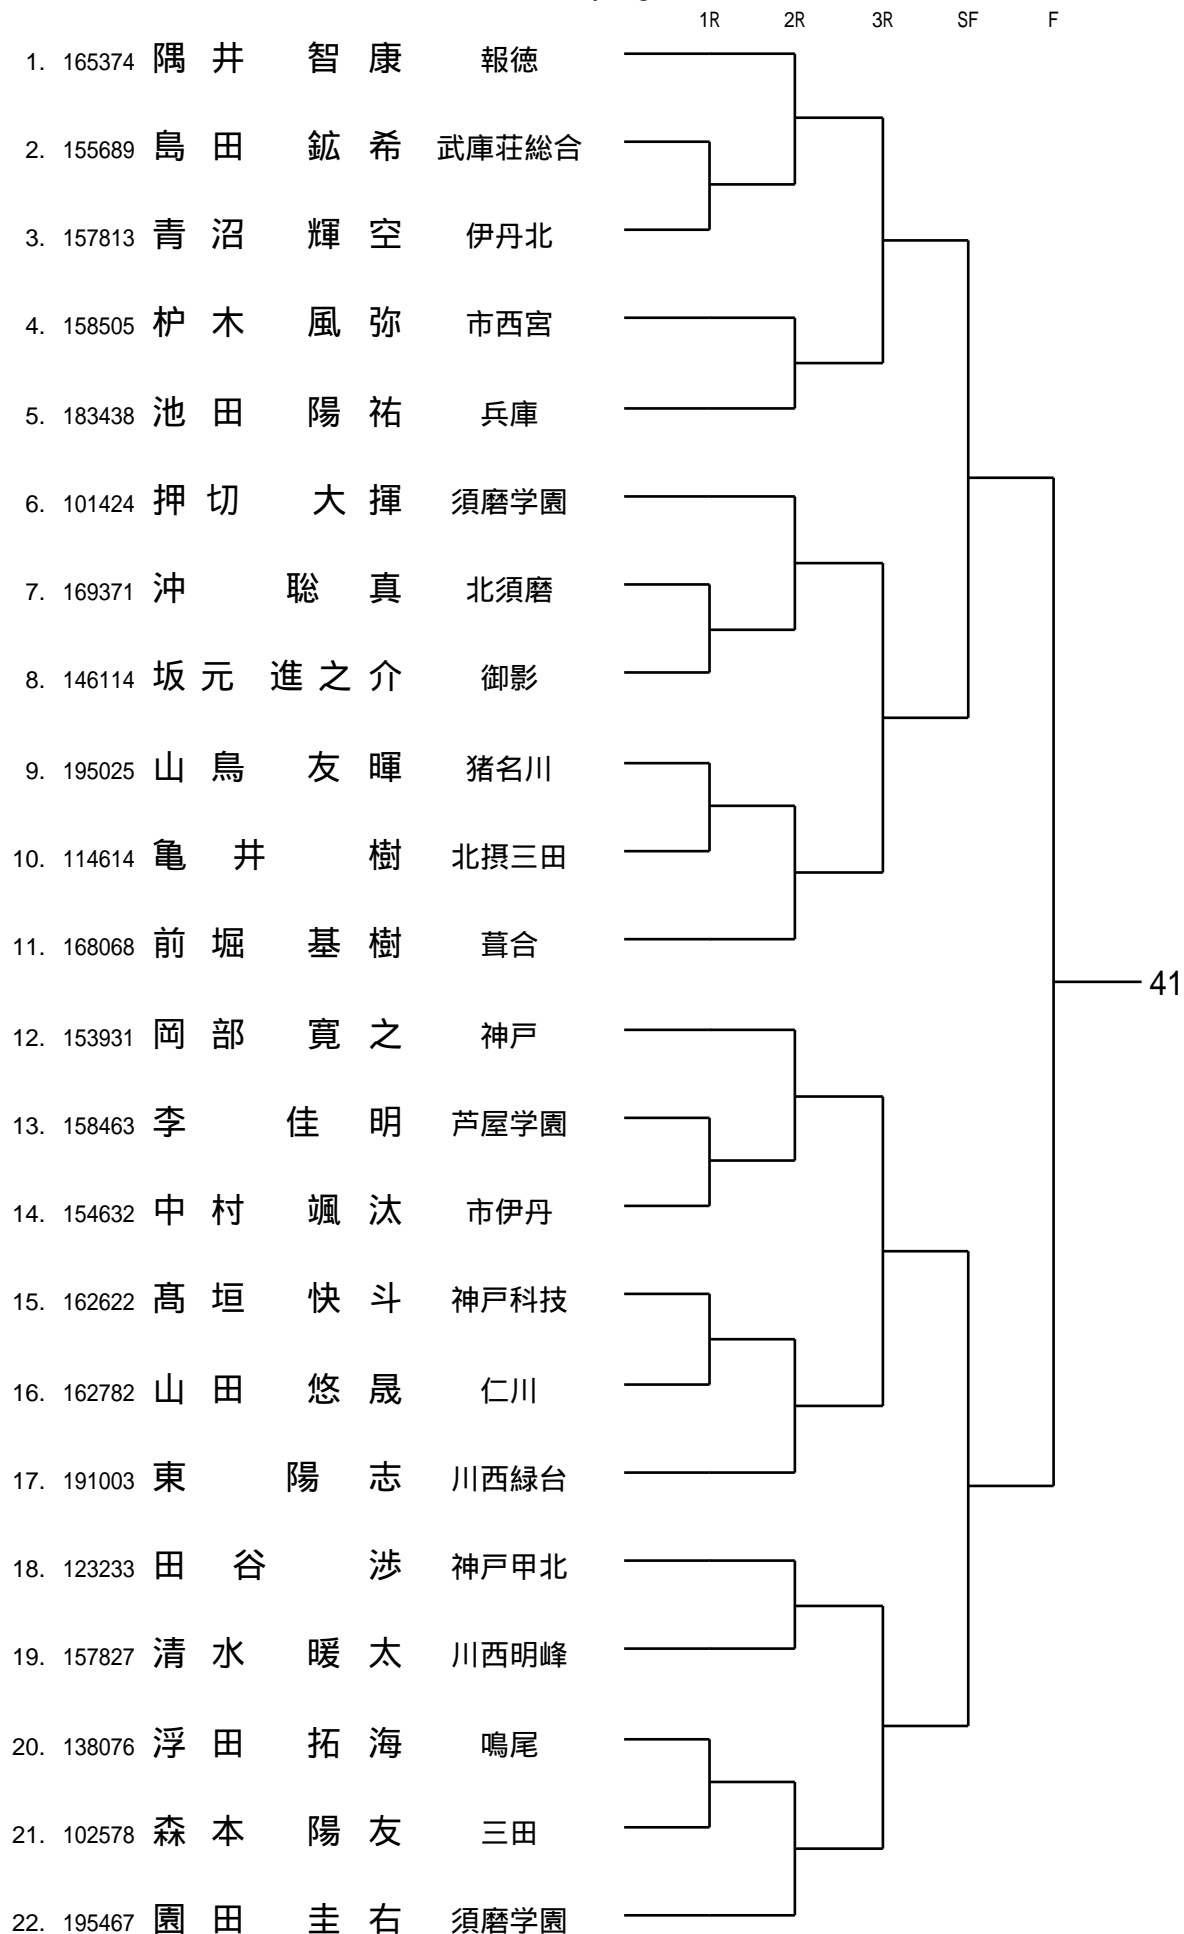 1R 2R 3R SF F
1. 165374 隅井 智康 報徳
2. 155689 島田 鉱希 武庫荘総合
3. 157813 青沼 輝空 伊丹北
4. 158505 枦木 風弥 市西宮
5. 183438 池田 陽祐 兵庫
6. 101424 押切 大揮 須磨学園
7. 169371 沖 聡真 北須磨
8. 146114 坂元 進之介 御影
9. 195025 山鳥 友暉 猪名川
10. 114614 亀井 樹 北摂三田
11. 168068 前堀 基樹 葺合
41
12. 153931 岡部 寛之 神戸
13. 158463 李 佳明 芦屋学園
14. 154632 中村 颯汰 市伊丹
15. 162622 髙垣 快斗 神戸科技
16. 162782 山田 悠晟 仁川
17. 191003 東 陽志 川西緑台
18. 123233 田谷 渉 神戸甲北
19. 157827 清水 暖太 川西明峰
20. 138076 浮田 拓海 鳴尾
21. 102578 森本 陽友 三田
22. 195467 園田 圭右 須磨学園